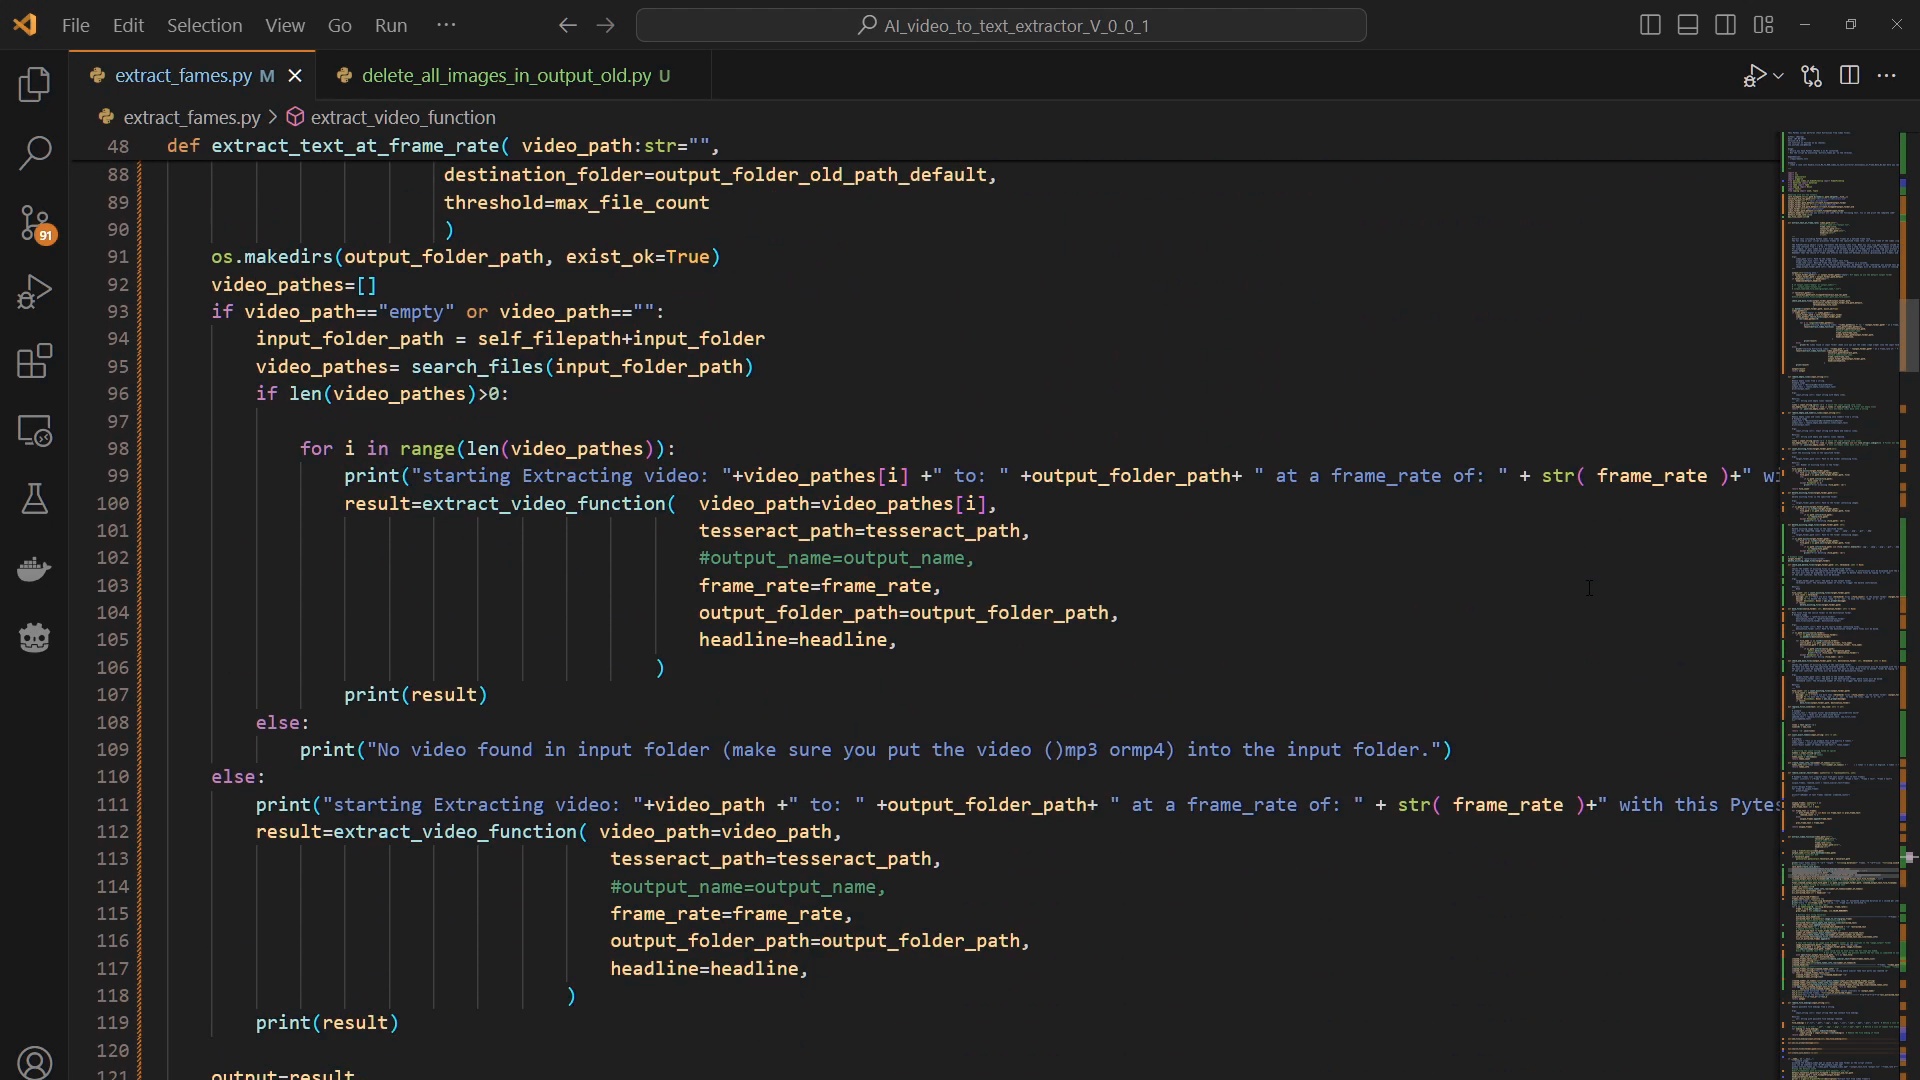 File Edit Selection View Go Run ··· AI_video_to_text_extractor_V_0_0_1
extract_fames.py M delete_all_images_in_output_old.py U
extract_fames.py > extract_video_function
48 def extract_text_at_frame_rate( video_path:str="",
88 destination_folder=output_folder_old_path_default,
89 threshold=max_file_count
90 )
91 os.makedirs(output_folder_path, exist_ok=True)
92 video_pathes=[]
93 if video_path=="empty" or video_path=="":
94 input_folder_path = self_filepath+input_folder
95 video_pathes= search_files(input_folder_path)
96 if len(video_pathes)>0:
97
98 for i in range(len(video_pathes)):
99 print("starting Extracting video: "+video_pathes[i] +" to: " +output_folder_path+ " at a frame_rate of: " + str( frame_rate )+" wi
100 result=extract_video_function( video_path=video_pathes[i],
101 tesseract_path=tesseract_path,
102 #output_name=output_name,
103 frame_rate=frame_rate,
104 output_folder_path=output_folder_path,
105 headline=headline,
106 )
107 print(result)
108 else:
109 print("No video found in input folder (make sure you put the video ()mp3 ormp4) into the input folder.")
110 else:
111 print("starting Extracting video: "+video_path +" to: " +output_folder_path+ " at a frame_rate of: " + str( frame_rate )+" with this Pytes
112 result=extract_video_function( video_path=video_path,
113 tesseract_path=tesseract_path,
114 #output_name=output_name,
115 frame_rate=frame_rate,
116 output_folder_path=output_folder_path,
117 headline=headline,
118 )
119 print(result)
120
121 output=result
91